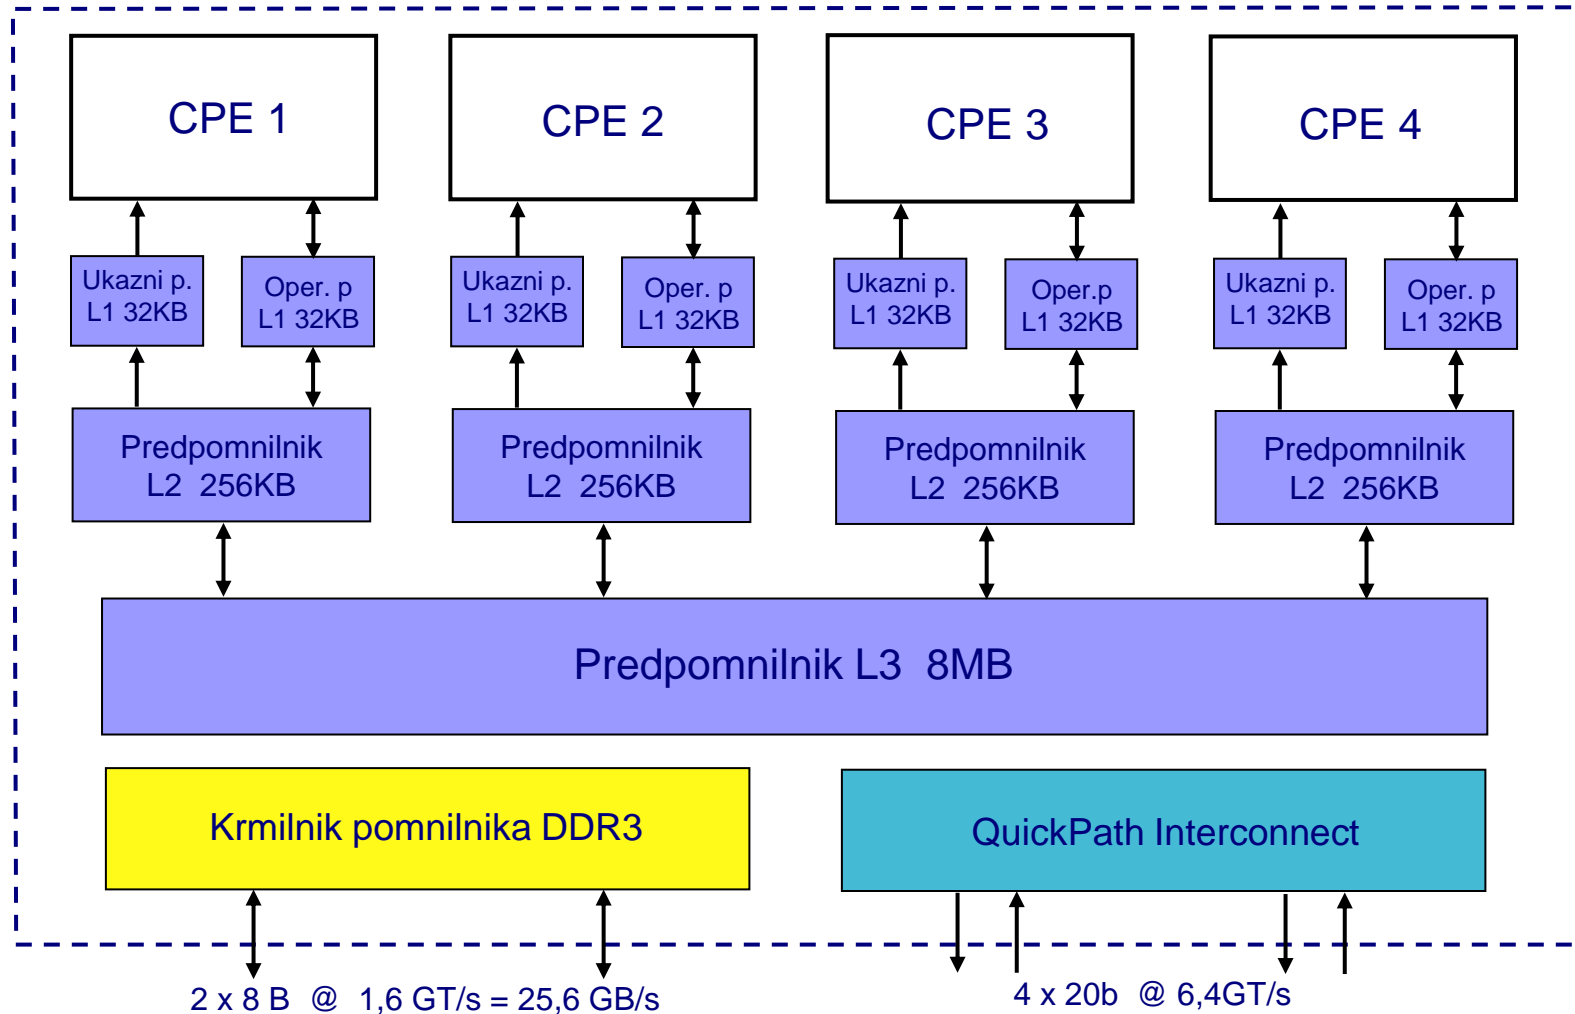 CPE 1
CPE 2
CPE 3
CPE 4
Ukazni p.
L1 32KB
Oper. p
L1 32KB
Ukazni p.
L1 32KB
Oper. p
L1 32KB
Ukazni p.
L1 32KB
Oper.p
L1 32KB
Ukazni p.
L1 32KB
Oper. p
L1 32KB
Predpomnilnik
L2 256KB
Predpomnilnik
L2 256KB
Predpomnilnik
L2 256KB
Predpomnilnik
L2 256KB
Predpomnilnik L3 8MB
Krmilnik pomnilnika DDR3
QuickPath Interconnect
2 x 8 B @ 1,6 GT/s = 25,6 GB/s
4 x 20b @ 6,4GT/s